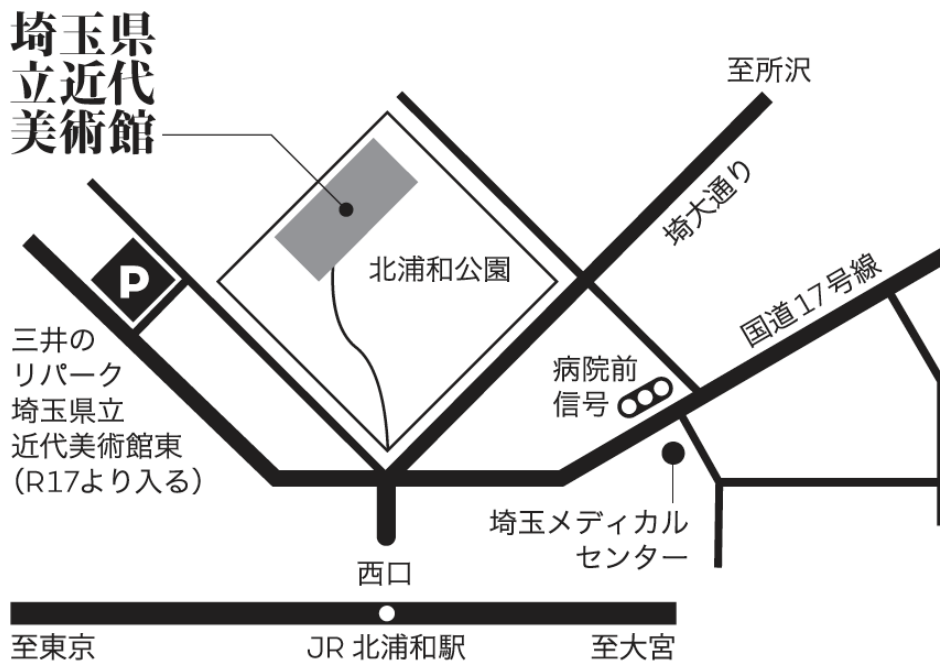 埼玉県
立近代
美術館
至所沢
埼大通り
国道17号線
北浦和公園
P
三井の
リパーク
埼玉県立
近代美術館東
（R17より入る）
病院前
信号
埼玉メディカル
センター
西口
至東京
JR 北浦和駅
至大宮